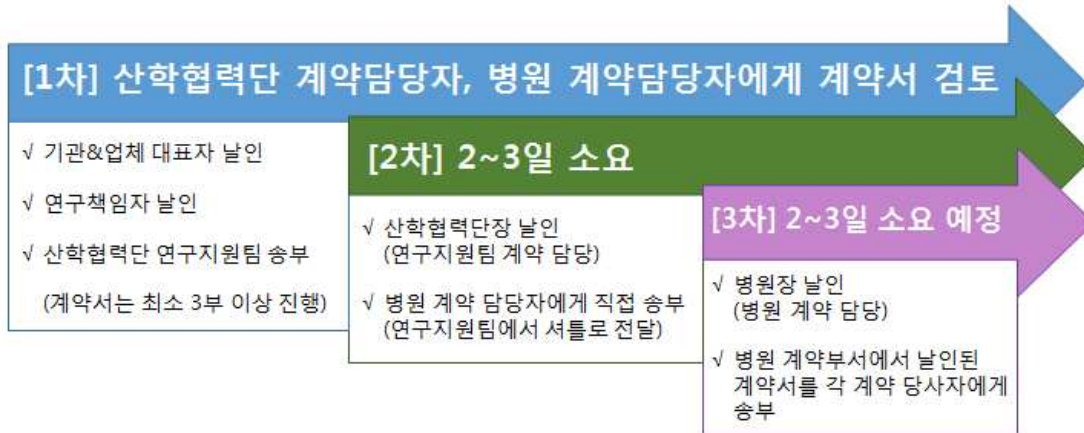 [1차] 산학협력단 계약담당자, 병원 계약담당자에게 계약서 검토
√ 기관&업체 대표자 날인
√ 연구책임자 날인
√ 산학협력단 연구지원팀 송부
(계약서는 최소 3부 이상 진행)
[2차] 2~3일 소요
√ 산학협력단장 날인
(연구지원팀 계약 담당)
√ 병원 계약 담당자에게 직접 송부
(연구지원팀에서 셔틀로 전달)
[3차] 2~3일 소요 예정
√ 병원장 날인
(병원 계약 담당)
√ 병원 계약부서에서 날인된
계약서를 각 계약 당사자에게
송부